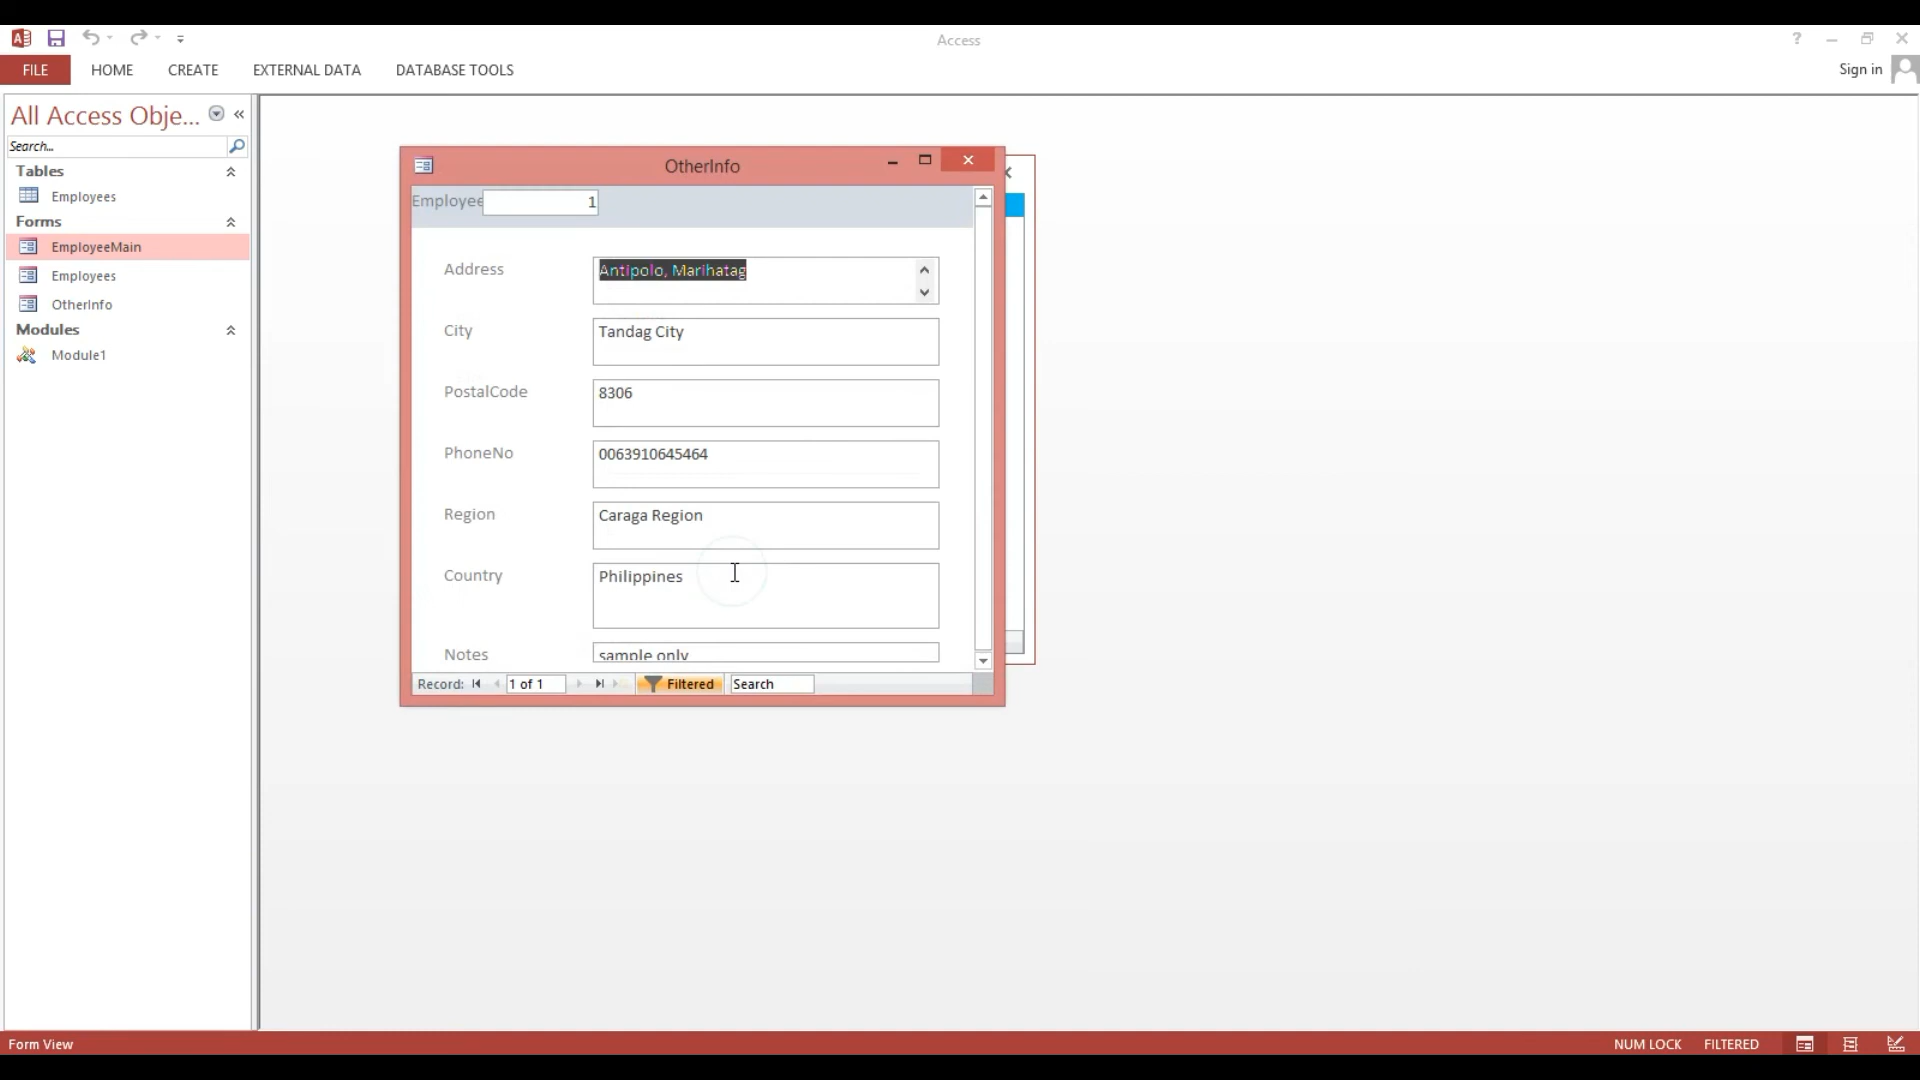 Access
?
FILE
HOME
CREATE
EXTERNAL DATA
DATABASE TOOLS
Sign in
All Access Obje...
«
Search...
Tables
Employees
Forms
EmployeeMain
Employees
OtherInfo
Modules
Module1
OtherInfo
Employee
1
Address
Antipolo, Marihatag
City
Tandag City
PostalCode
8306
PhoneNo
0063910645464
Region
Caraga Region
Country
Philippines
Notes
sample only
Record:
1 of 1
Filtered
Search
Form View
NUM LOCK
FILTERED